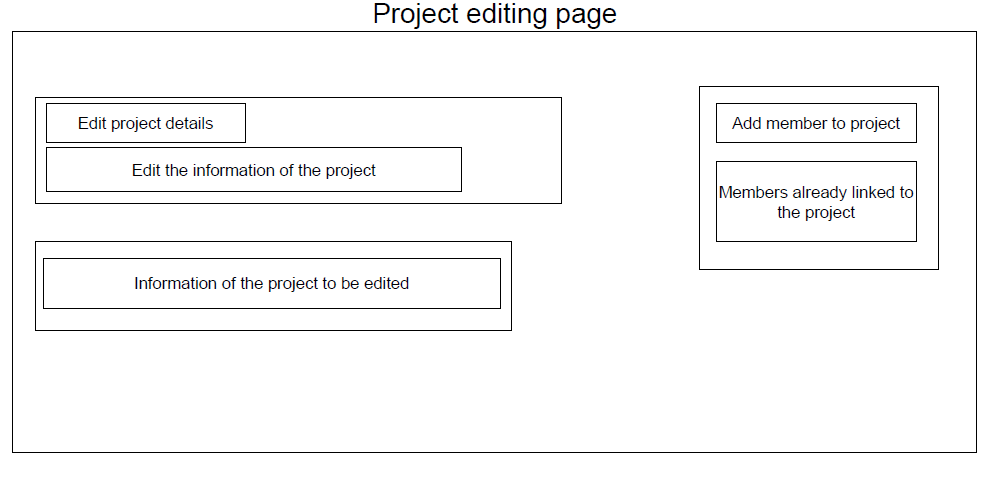 Project editing page
Edit project details
Edit the information of the project
Information of the project to be edited
Add member to project
Members already linked to
the project